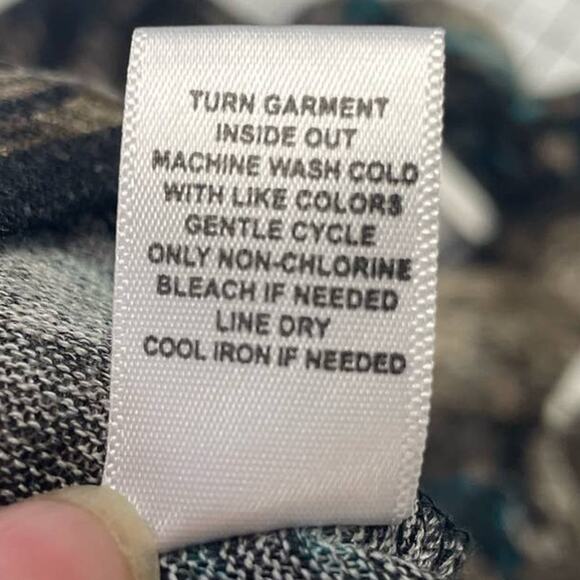 TURN GARMENT
INSIDE OUT
MACHINE WASH COLD
WITH LIKE COLORS
GENTLE CYCLE
ONLY NON-CHLORINE
BLEACH IF NEEDED
LINE DRY
COOL IRON IF NEEDED